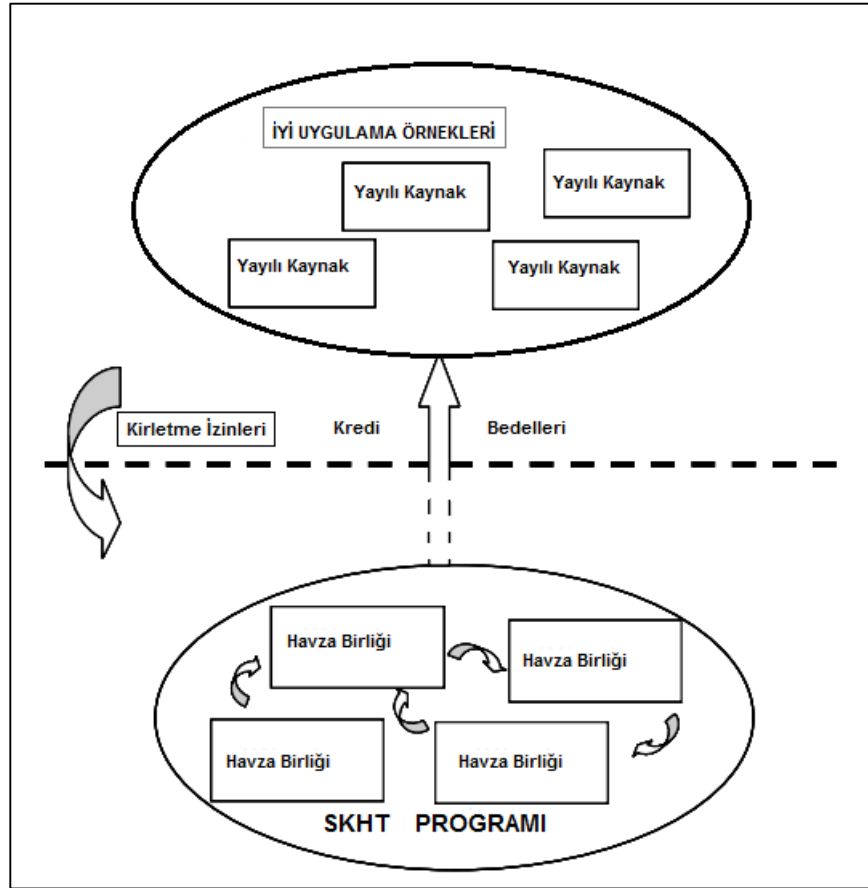 İYİ UYGULAMA ÖRNEKLERİ
Yayılı Kaynak
Yayılı Kaynak
Yayılı Kaynak
Yayılı Kaynak
Kirletme İzinleri
Kredi Bedelleri
Havza Birliği
Havza Birliği
Havza Birliği
Havza Birliği
SKHT PROGRAMI